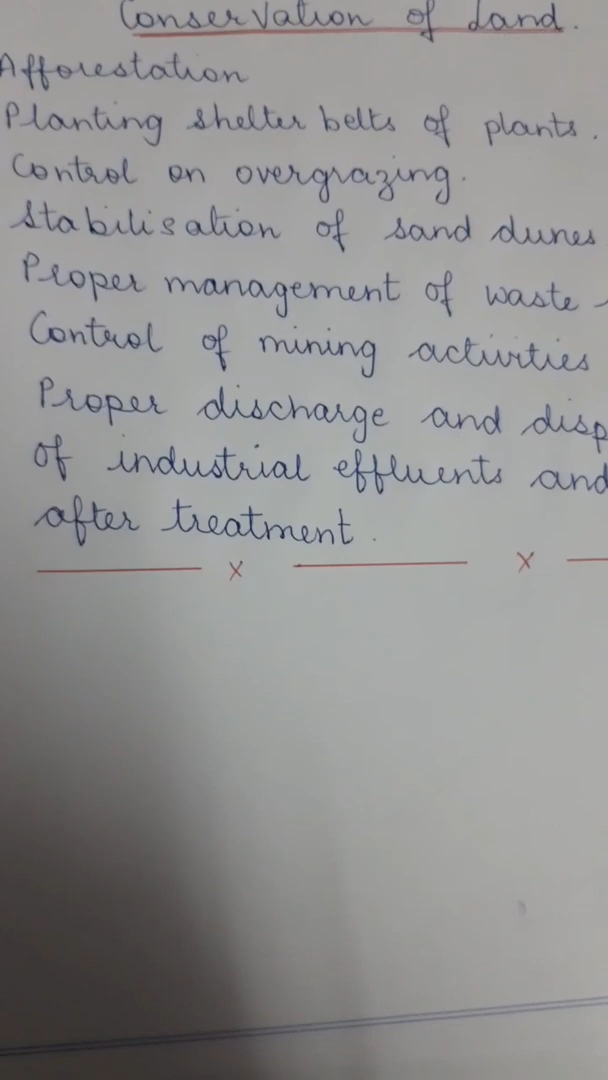 Conservation of Land.
Afforestation
Planting shelter belts of plants.
Control on overgrazing.
Stabilisation of sand dunes
Proper management of waste
Control of mining activities
Proper discharge and disp
of industrial effluents and
after treatment.
x x